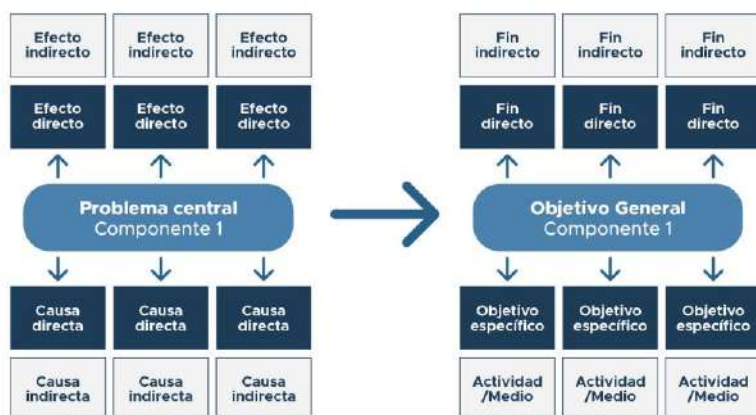 Efecto indirecto
Efecto indirecto
Efecto indirecto
Efecto directo
Efecto directo
Efecto directo
Problema central
Componente 1
Causa directa
Causa directa
Causa directa
Causa indirecta
Causa indirecta
Causa indirecta
Fin indirecto
Fin indirecto
Fin indirecto
Fin directo
Fin directo
Fin directo
Objetivo General
Componente 1
Objetivo específico
Objetivo específico
Objetivo específico
Actividad /Medio
Actividad /Medio
Actividad /Medio